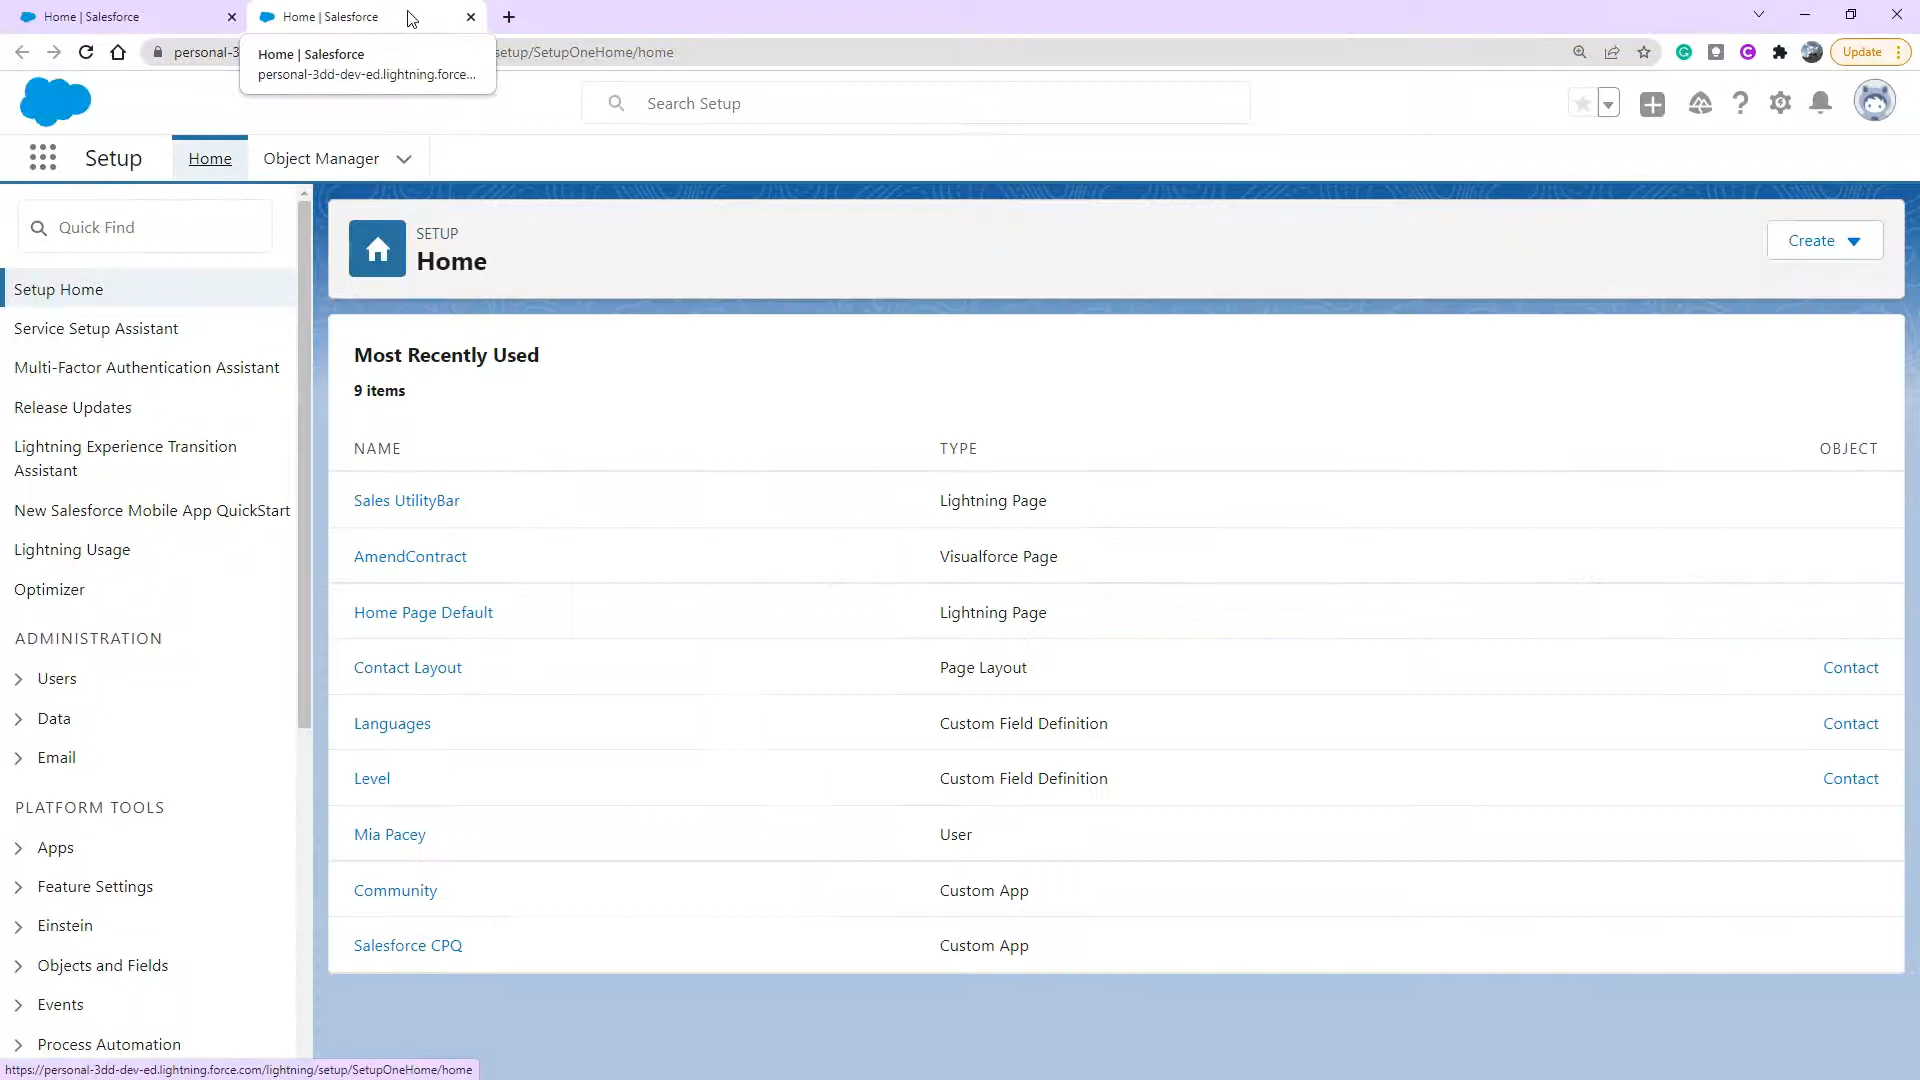 Home | Salesforce
Home | Salesforce
personal-3
setup/SetupOneHome/home
Update
Home | Salesforce
personal-3dd-dev-ed.lightning.force...
Search Setup
Setup
Home
Object Manager
Quick Find
Setup Home
Service Setup Assistant
Multi-Factor Authentication Assistant
Release Updates
Lightning Experience Transition
Assistant
New Salesforce Mobile App QuickStart
Lightning Usage
Optimizer
ADMINISTRATION
Users
Data
Email
PLATFORM TOOLS
Apps
Feature Settings
Einstein
Objects and Fields
Events
Process Automation
SETUP
Home
Create
Most Recently Used
9 items
NAME TYPE OBJECT
Sales UtilityBar Lightning Page
AmendContract Visualforce Page
Home Page Default Lightning Page
Contact Layout Page Layout Contact
Languages Custom Field Definition Contact
Level Custom Field Definition Contact
Mia Pacey User
Community Custom App
Salesforce CPQ Custom App
https://personal-3dd-dev-ed.lightning.force.com/lightning/setup/SetupOneHome/home